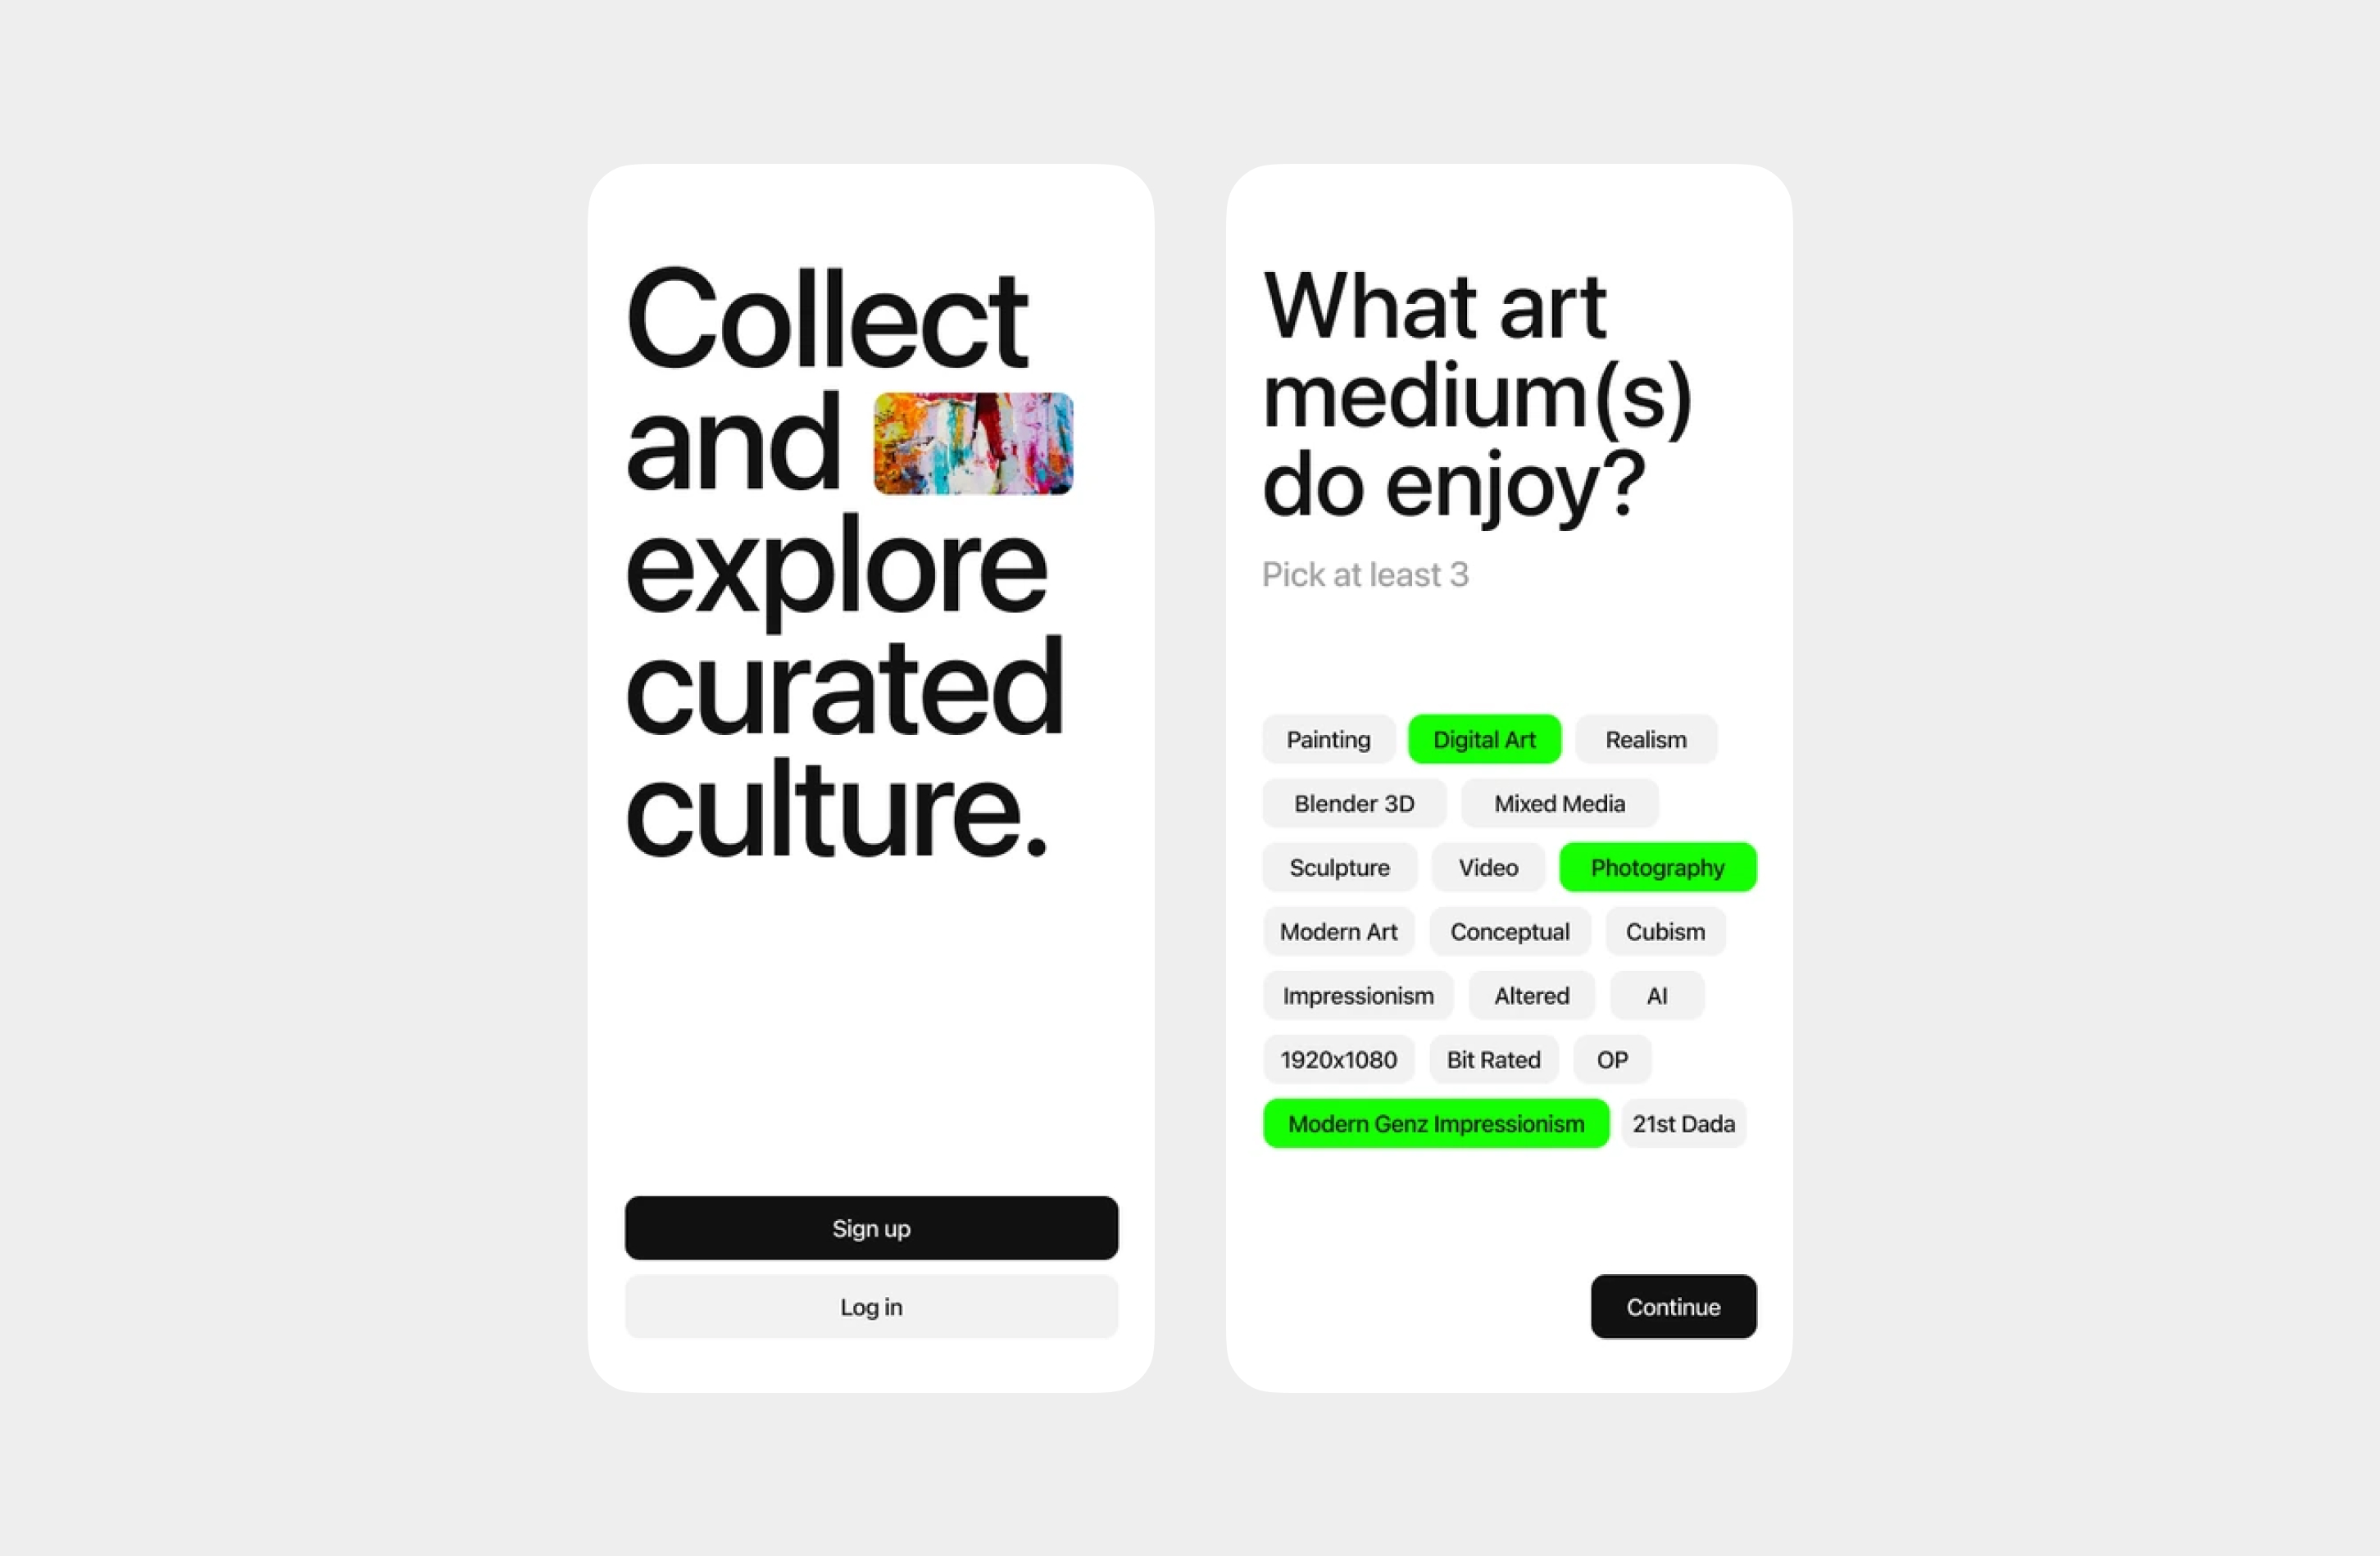 Collect
and
explore
curated
culture.
Sign up
Log in
What art
medium(s)
do enjoy?
Pick at least 3
Painting Digital Art Realism
Blender 3D Mixed Media
Sculpture Video Photography
Modern Art Conceptual Cubism
Impressionism Altered AI
1920x1080 Bit Rated OP
Modern Genz Impressionism 21st Dada
Continue